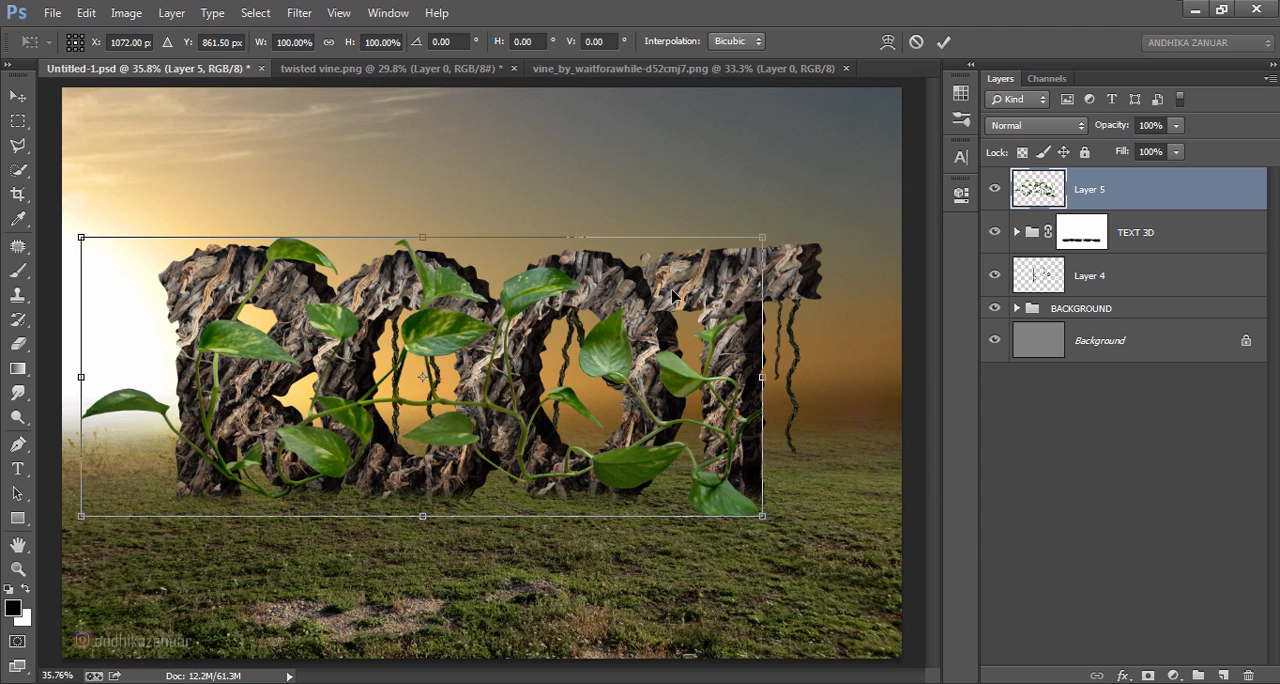 Ps File Edit Image Layer Type Select Filter View Window Help
X: 1072.00 px Y: 861.50 px W: 100.00% H: 100.00% 0.00 ° H: 0.00 ° V: 0.00 ° Interpolation: Bicubic ANDHIKA ZANUAR
Untitled-1.psd @ 35.8% (Layer 5, RGB/8) * × twisted vine.png @ 29.8% (Layer 0, RGB/8#) * × vine_by_waitforawhile-d52cmj7.png @ 33.3% (Layer 0, RGB/8) ×
Layers Channels
Kind
Normal Opacity: 100%
Lock: Fill: 100%
Layer 5
TEXT 3D
Layer 4
BACKGROUND
Background
ROOT
andhikazanuar
35.76% Doc: 12.2M/61.3M